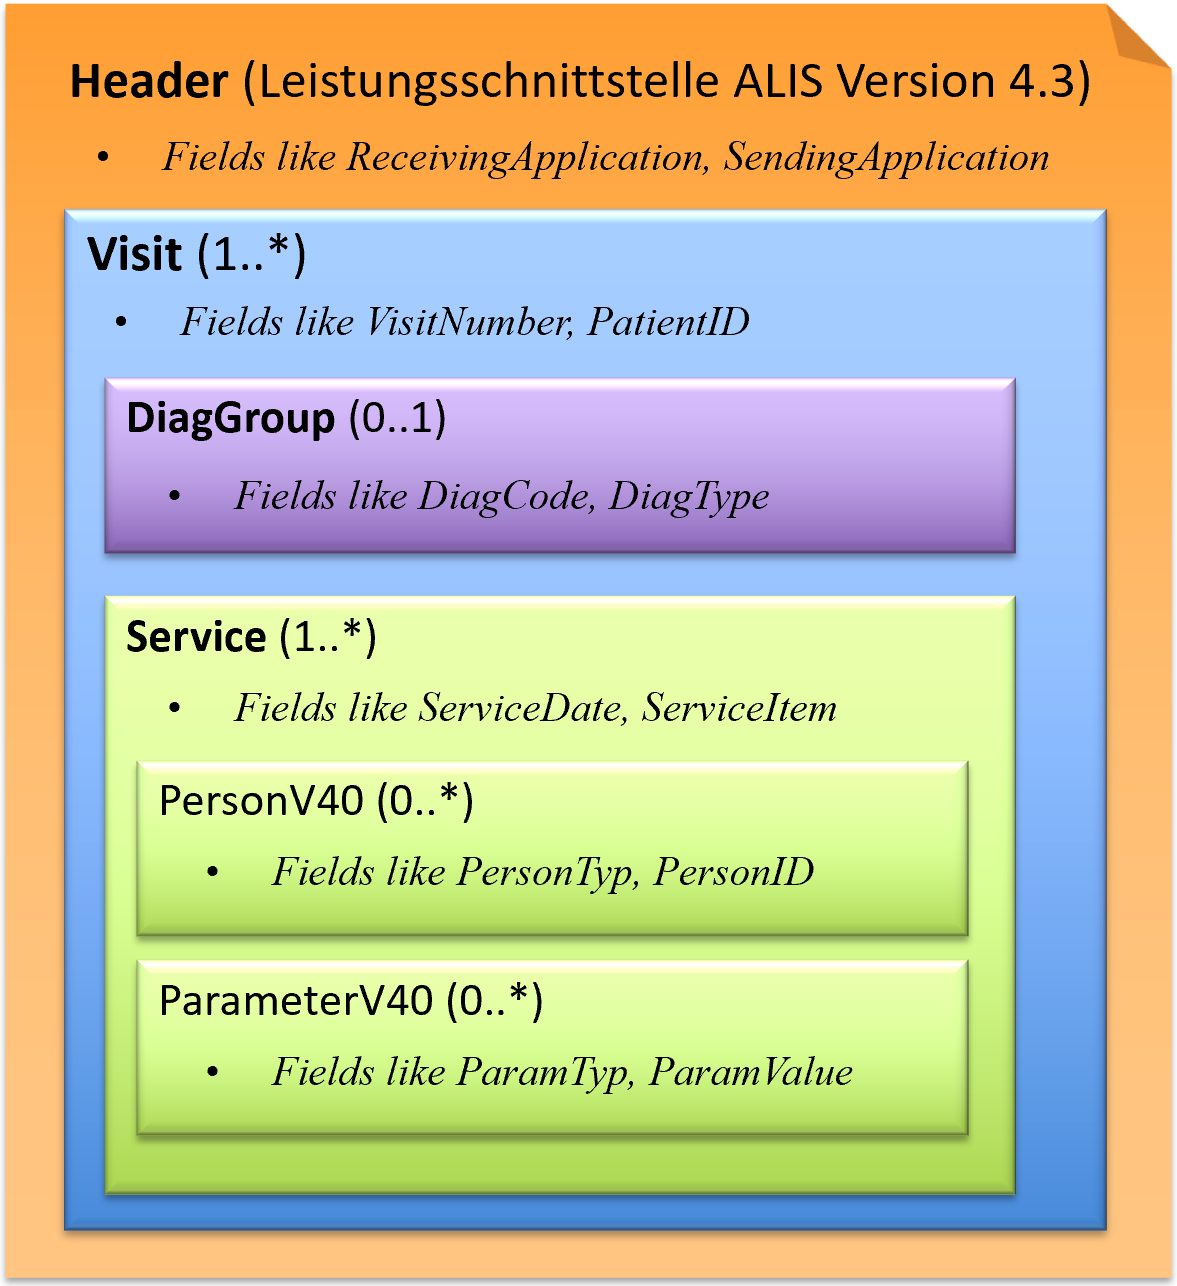 Header (Leistungsschnittstelle ALIS Version 4.3)
• Fields like ReceivingApplication, SendingApplication
Visit (1..*)
• Fields like VisitNumber, PatientID
DiagGroup (0..1)
• Fields like DiagCode, DiagType
Service (1..*)
• Fields like ServiceDate, ServiceItem
PersonV40 (0..*)
• Fields like PersonTyp, PersonID
ParameterV40 (0..*)
• Fields like ParamTyp, ParamValue